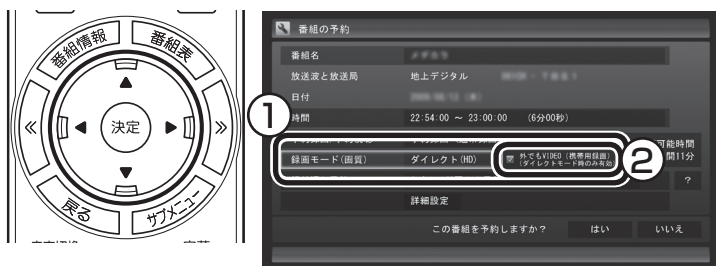 番組情報
番組表
決定
戻る
サブメニュー
番組の予約
番組名
放送波と放送局 地上デジタル
日付
①
時間 22:54:00 ～ 23:00:00 (6分00秒)
可能時間
録画モード(画質) ダイレクト(HD) 外でもVIDEO(携帯用録画)
(ダイレクトモード時のみ有効)
②
間11分
?
詳細設定
この番組を予約しますか? はい いいえ